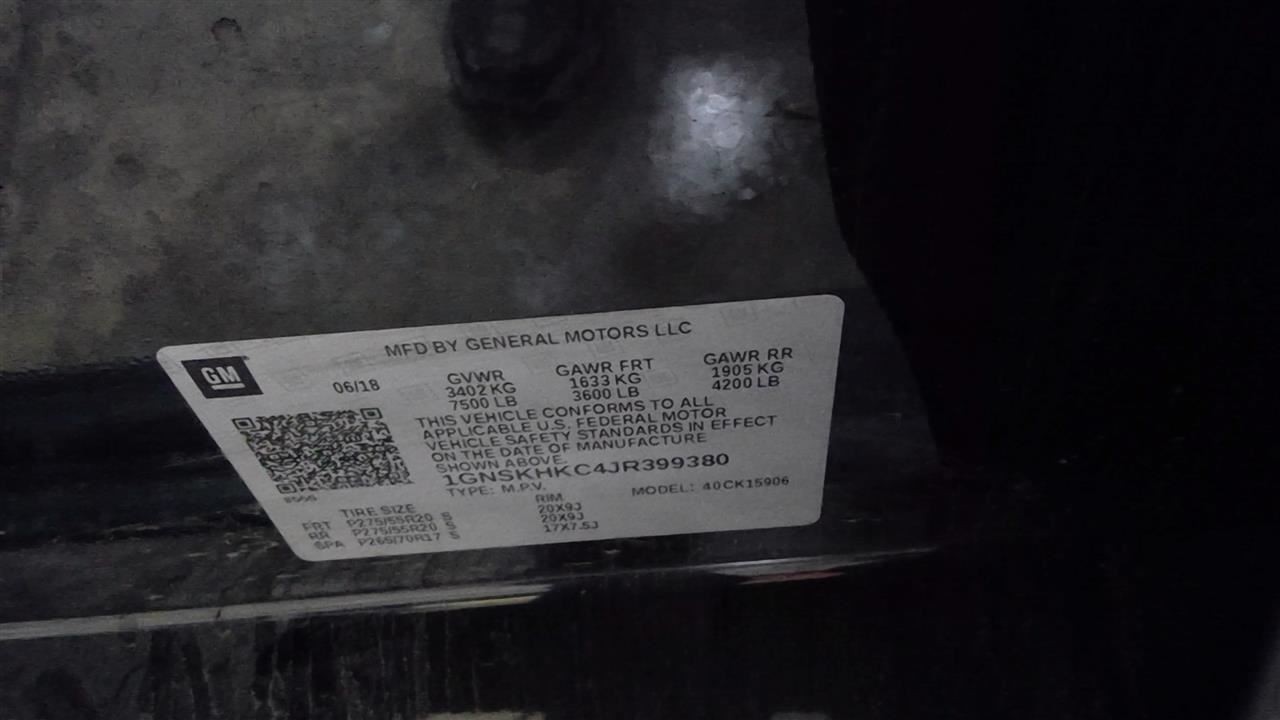 MFD BY GENERAL MOTORS LLC
GM
06/18
GVWR GAWR FRT GAWR RR
3402 KG 1633 KG 1905 KG
7500 LB 3600 LB 4200 LB
THIS VEHICLE CONFORMS TO ALL
APPLICABLE U.S. FEDERAL MOTOR
VEHICLE SAFETY STANDARDS IN EFFECT
ON THE DATE OF MANUFACTURE
SHOWN ABOVE.
1GNSKHKC4JR399380
TYPE: M.P.V. MODEL: 40CK15906
TIRE SIZE RIM
FRT P275/55R20 S 20X9J
RR P275/55R20 S 20X9J
SPA P265/70R17 S 17X7.5J